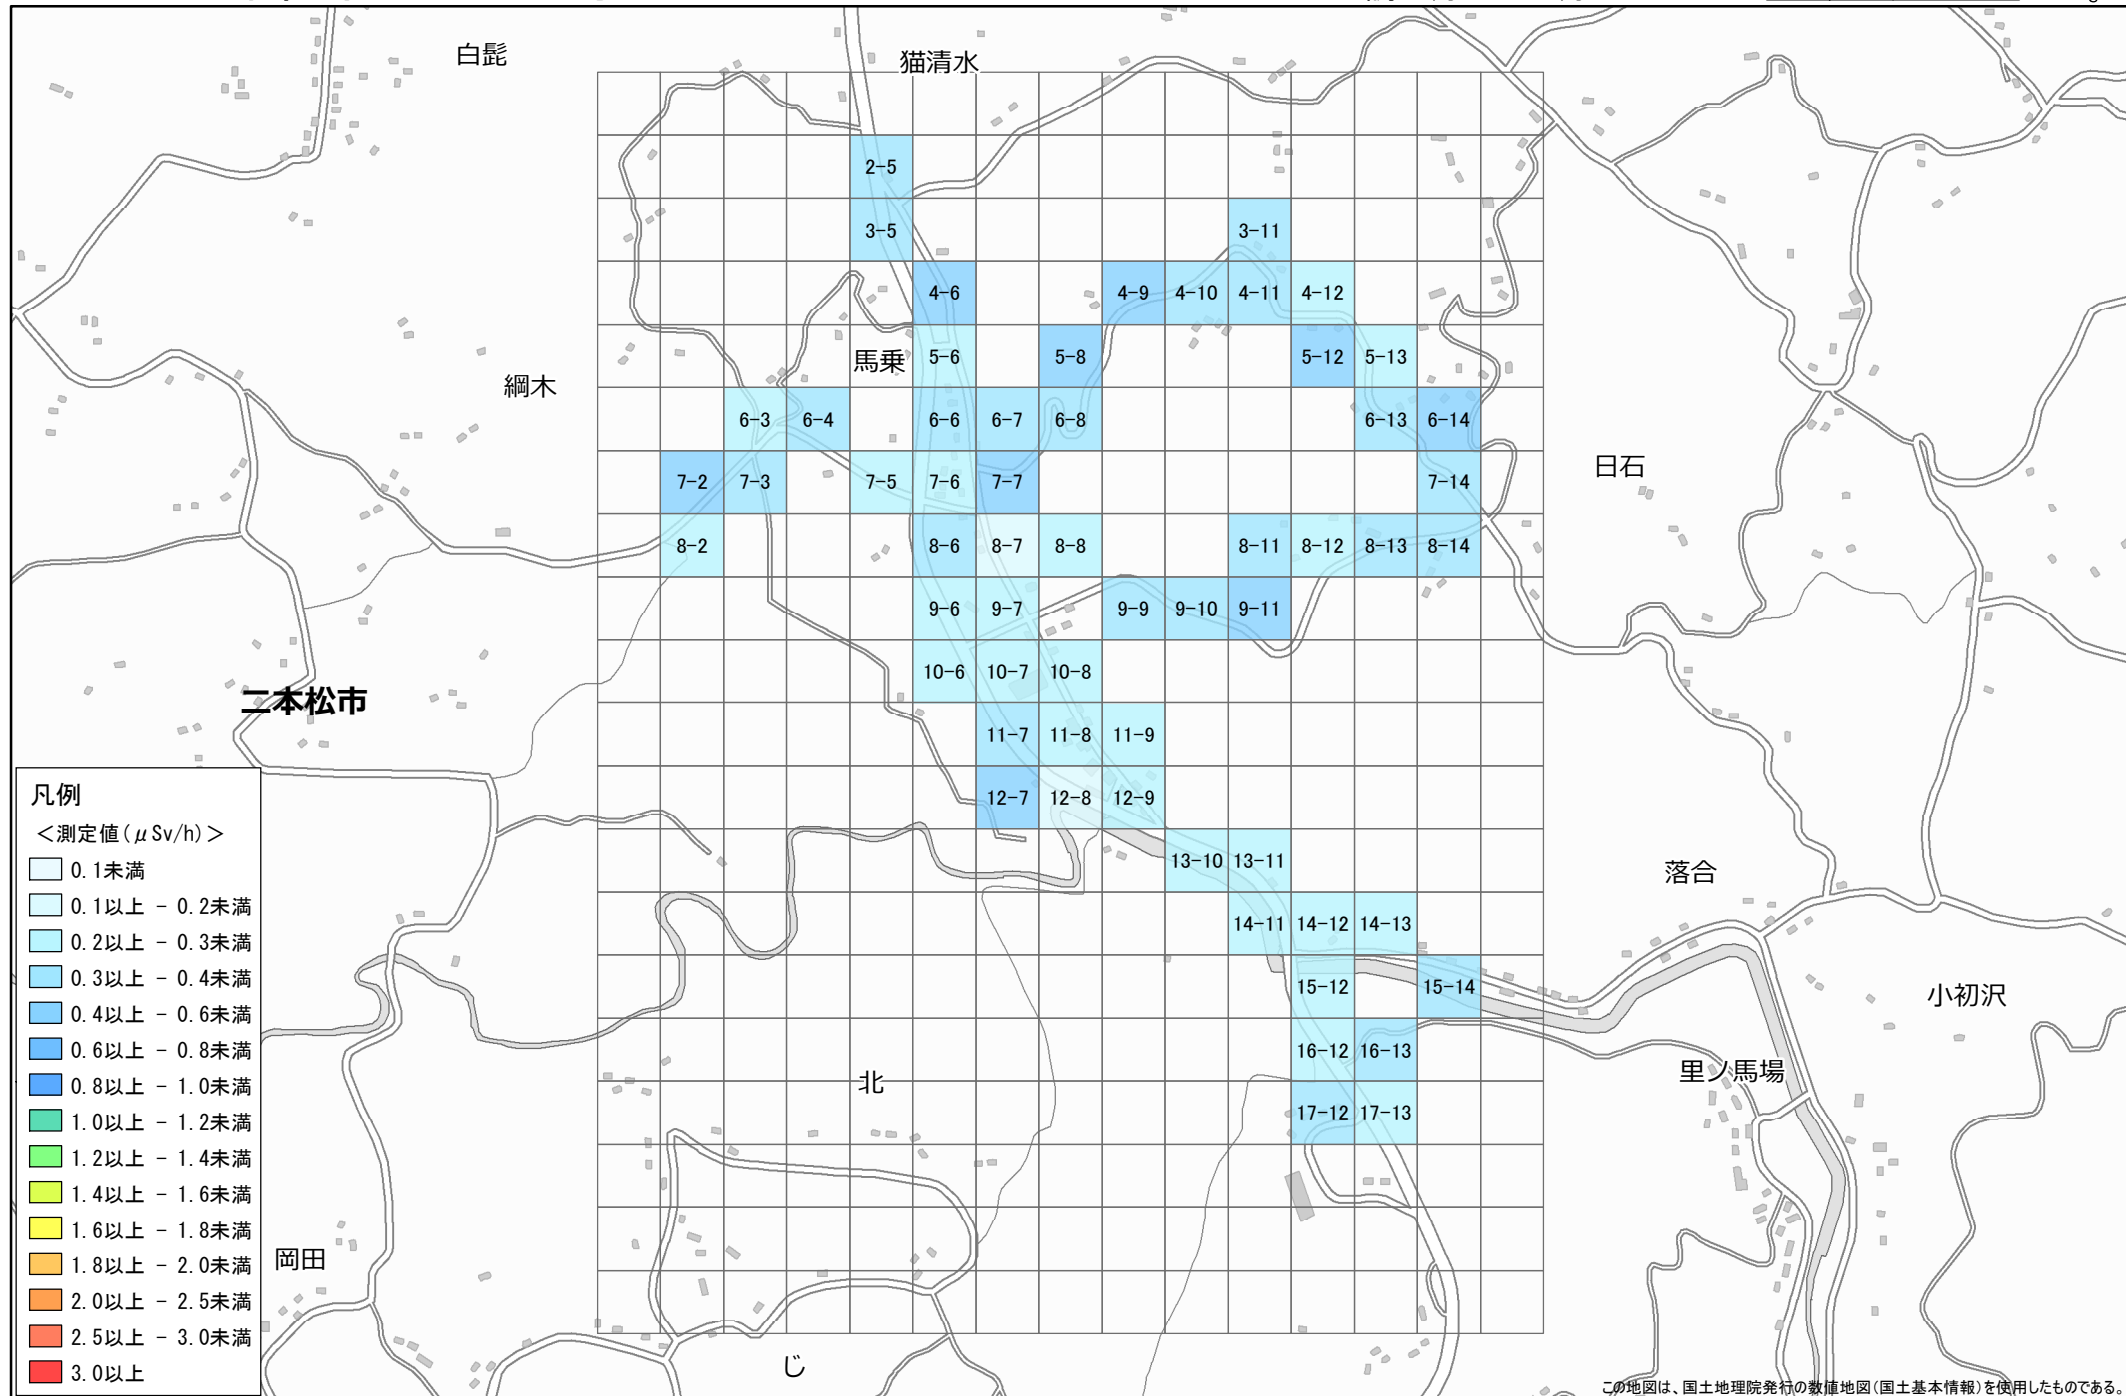 白髭
猫清水
2-5
3-5
3-11
4-6
4-9
4-10
4-11
4-12
馬乗
5-6
5-8
5-12
5-13
綱木
6-3
6-4
6-6
6-7
6-8
6-13
6-14
日石
7-2
7-3
7-5
7-6
7-7
7-14
8-2
8-6
8-7
8-8
8-11
8-12
8-13
8-14
9-6
9-7
9-9
9-10
9-11
10-6
10-7
10-8
二本松市
11-7
11-8
11-9
12-7
12-8
12-9
13-10
13-11
落合
14-11
14-12
14-13
15-12
15-14
小初沢
16-12
16-13
里ノ馬場
北
17-12
17-13
岡田
じ
凡例
＜測定値(μSv/h)＞
0.1未満
0.1以上 - 0.2未満
0.2以上 - 0.3未満
0.3以上 - 0.4未満
0.4以上 - 0.6未満
0.6以上 - 0.8未満
0.8以上 - 1.0未満
1.0以上 - 1.2未満
1.2以上 - 1.4未満
1.4以上 - 1.6未満
1.6以上 - 1.8未満
1.8以上 - 2.0未満
2.0以上 - 2.5未満
2.5以上 - 3.0未満
3.0以上
この地図は、国土地理院発行の数値地図(国土基本情報)を使用したものである。